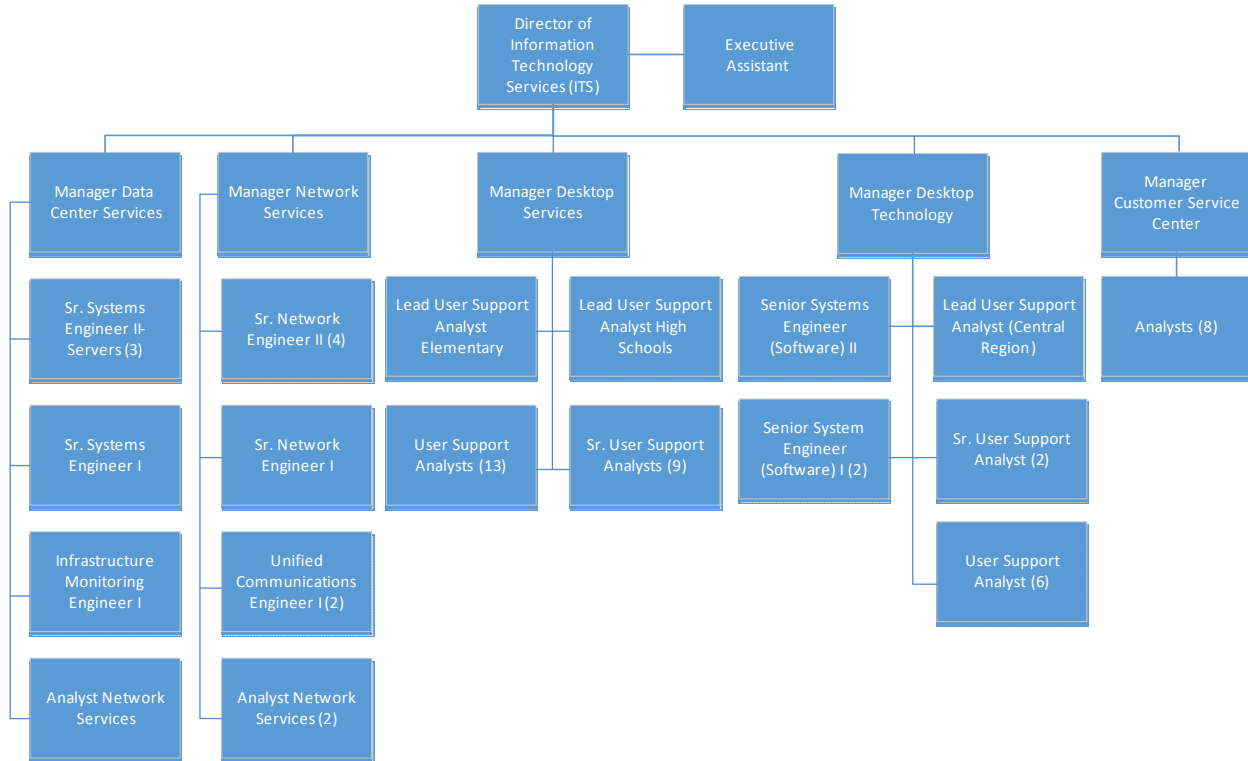 Director of
Information
Technology
Services (ITS)
Executive
Assistant
Manager Data
Center Services
Manager Network
Services
Manager Desktop
Services
Manager Desktop
Technology
Manager
Customer Service
Center
Sr. Systems
Engineer II-
Servers (3)
Sr. Network
Engineer II (4)
Lead User Support
Analyst
Elementary
Lead User Support
Analyst High
Schools
Senior Systems
Engineer
(Software) II
Lead User Support
Analyst (Central
Region)
Analysts (8)
Sr. Systems
Engineer I
Sr. Network
Engineer I
User Support
Analysts (13)
Sr. User Support
Analysts (9)
Senior System
Engineer
(Software) I (2)
Sr. User Support
Analyst (2)
Infrastructure
Monitoring
Engineer I
Unified
Communications
Engineer I (2)
User Support
Analyst (6)
Analyst Network
Services
Analyst Network
Services (2)